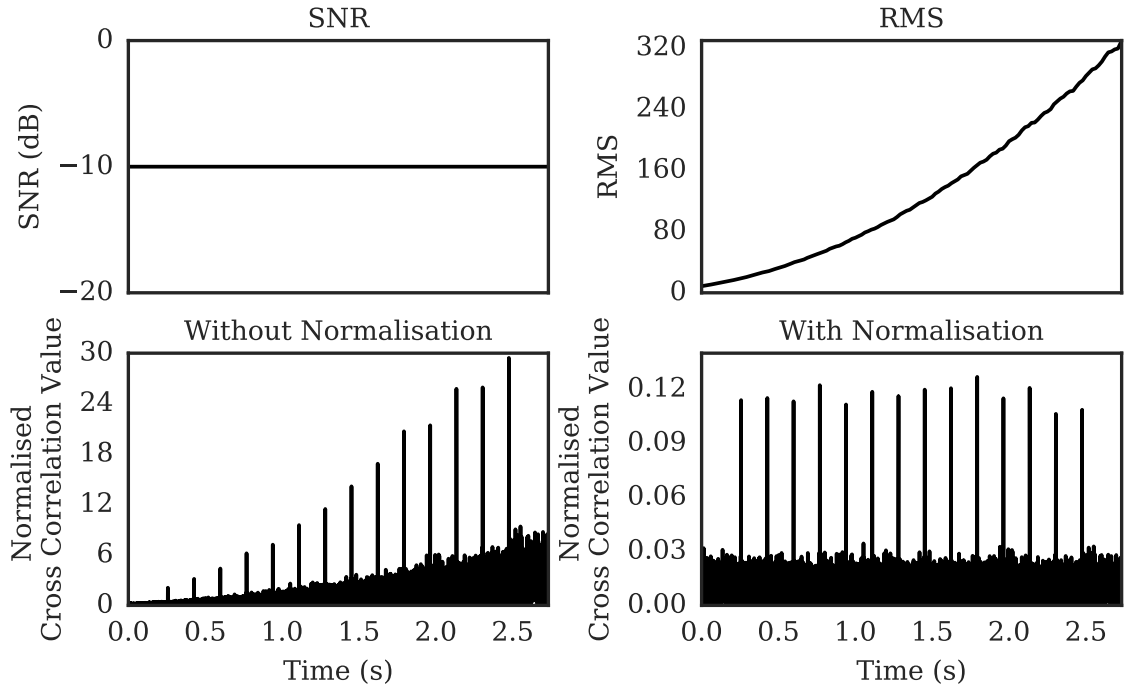 SNR
0
−10
−20
SNR (dB)
RMS
320
240
160
80
0
RMS
Without Normalisation
30
24
18
12
6
0
Normalised
Cross Correlation Value
0.0 0.5 1.0 1.5 2.0 2.5
Time (s)
With Normalisation
0.12
0.09
0.06
0.03
0.00
Normalised
Cross Correlation Value
0.0 0.5 1.0 1.5 2.0 2.5
Time (s)